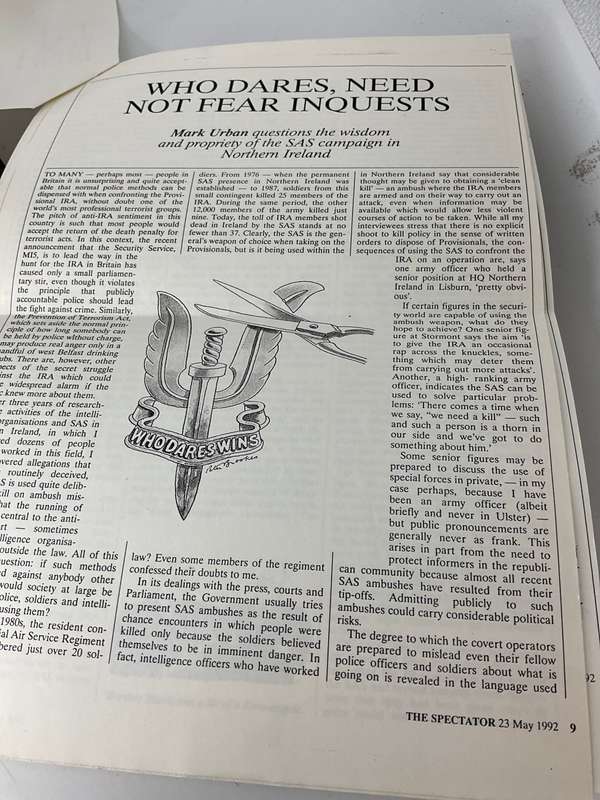 WHO DARES, NEED
NOT FEAR INQUESTS
Mark Urban questions the wisdom
and propriety of the SAS campaign in
Northern Ireland
TO MANY — perhaps most — people in
Britain it is unsurprising and quite accept-
able that normal police methods can be
dispensed with when confronting the Provi-
sional IRA, without doubt one of the
world's most professional terrorist groups.
The pitch of anti-IRA sentiment in this
country is such that most people would
accept the return of the death penalty for
terrorist acts. In this context, the recent
announcement that the Security Service,
MI5, is to lead the way in the
hunt for the IRA in Britain has
caused only a small parliamen-
tary stir, even though it violates
the principle that publicly
accountable police should lead
the fight against crime. Similarly,
the Prevention of Terrorism Act,
which sets aside the normal prin-
ciple of how long somebody can
be held by police without charge,
may produce real anger only in a
handful of west Belfast drinking
ubs. There are, however, other
pects of the secret struggle
inst the IRA which could
e widespread alarm if the
c knew more about them.
er three years of research-
e activities of the intelli-
organisations and SAS in
n Ireland, in which I
wed dozens of people
worked in this field, I
overed allegations that
routinely deceived,
S is used quite delib-
kill on ambush mis-
hat the running of
central to the anti-
rt — sometimes
lligence organisa-
outside the law. All of this
uestion: if such methods
d against anybody other
would society at large be
olice, soldiers and intelli-
using them?
1980s, the resident con-
ial Air Service Regiment
bered just over 20 sol-
diers. From 1976 — when the permanent
SAS presence in Northern Ireland was
established — to 1987, soldiers from this
small contingent killed 25 members of the
IRA. During the same period, the other
12,000 members of the army killed just
nine. Today, the toll of IRA members shot
dead in Ireland by the SAS stands at no
fewer than 37. Clearly, the SAS is the gen-
eral's weapon of choice when taking on the
Provisionals, but is it being used within the
WHO DARES WINS
law? Even some members of the regiment
confessed their doubts to me.
In its dealings with the press, courts and
Parliament, the Government usually tries
to present SAS ambushes as the result of
chance encounters in which people were
killed only because the soldiers believed
themselves to be in imminent danger. In
fact, intelligence officers who have worked
in Northern Ireland say that considerable
thought may be given to obtaining a 'clean
kill' — an ambush where the IRA members
are armed and on their way to carry out an
attack, even when information may be
available which would allow less violent
courses of action to be taken. While all my
interviewees stress that there is no explicit
shoot to kill policy in the sense of written
orders to dispose of Provisionals, the con-
sequences of using the SAS to confront the
IRA on an operation are, says
one army officer who held a
senior position at HQ Northern
Ireland in Lisburn, 'pretty obvi-
ous'.
If certain figures in the securi-
ty world are capable of using the
ambush weapon, what do they
hope to achieve? One senior fig-
ure at Stormont says the aim 'is
to give the IRA an occasional
rap across the knuckles, some-
thing which may deter them
from carrying out more attacks'.
Another, a high- ranking army
officer, indicates the SAS can be
used to solve particular prob-
lems: 'There comes a time when
we say, "we need a kill" — such
and such a person is a thorn in
our side and we've got to do
something about him.'
Some senior figures may be
prepared to discuss the use of
special forces in private, — in my
case perhaps, because I have
been an army officer (albeit
briefly and never in Ulster) —
but public pronouncements are
generally never as frank. This
arises in part from the need to
protect informers in the republi-
can community because almost all recent
SAS ambushes have resulted from their
tip-offs. Admitting publicly to such
ambushes could carry considerable political
risks.
The degree to which the covert operators
are prepared to mislead even their fellow
police officers and soldiers about what is
going on is revealed in the language used
THE SPECTATOR 23 May 1992 9